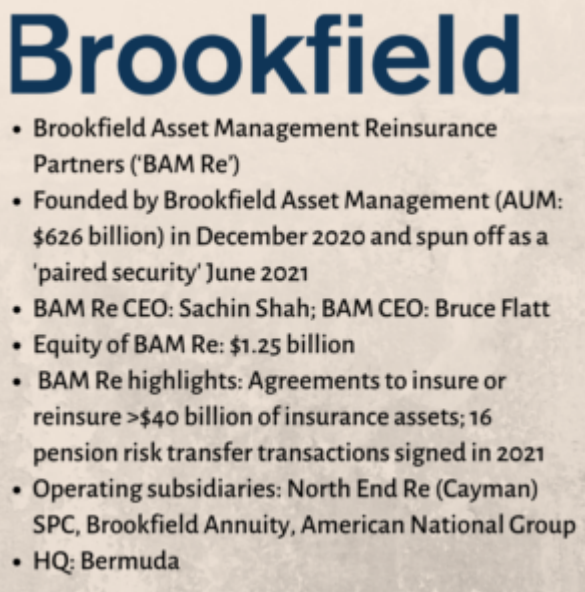 Brookfield
• Brookfield Asset Management Reinsurance
Partners (‘BAM Re’)
• Founded by Brookfield Asset Management (AUM:
$626 billion) in December 2020 and spun off as a
'paired security' June 2021
• BAM Re CEO: Sachin Shah; BAM CEO: Bruce Flatt
• Equity of BAM Re: $1.25 billion
• BAM Re highlights: Agreements to insure or
reinsure >$40 billion of insurance assets; 16
pension risk transfer transactions signed in 2021
• Operating subsidiaries: North End Re (Cayman)
SPC, Brookfield Annuity, American National Group
• HQ: Bermuda